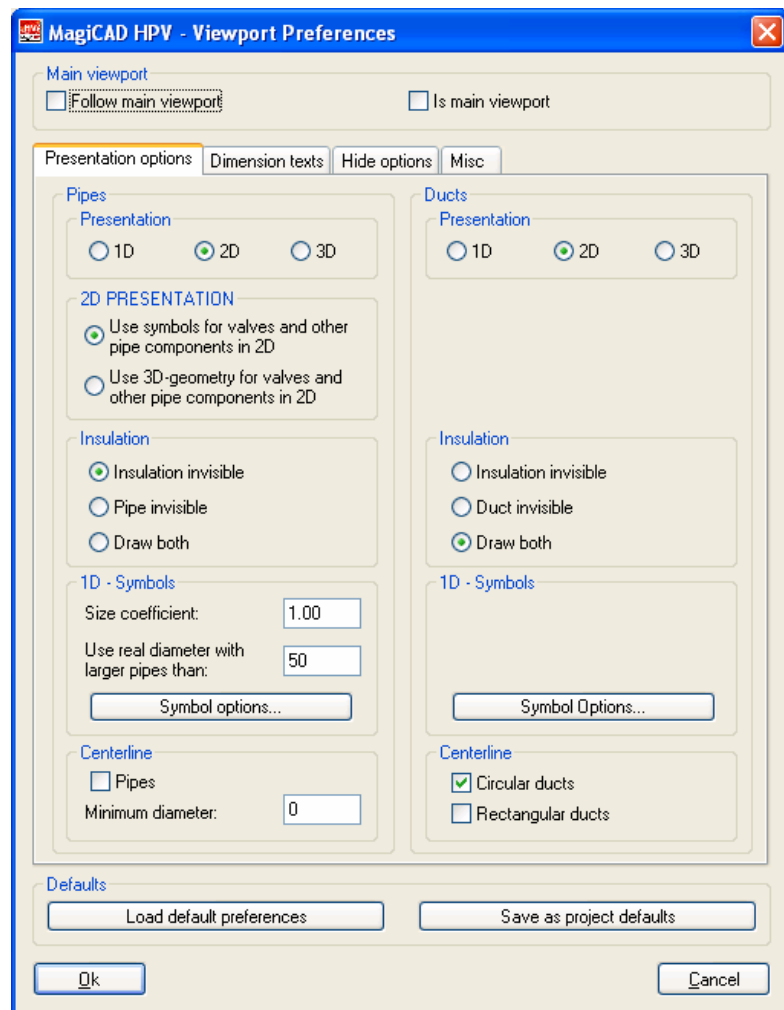 MagiCAD HPV - Viewport Preferences
Main viewport
Follow main viewport
Is main viewport
Presentation options
Dimension texts
Hide options
Misc
Pipes
Presentation
1D
2D
3D
2D PRESENTATION
Use symbols for valves and other
pipe components in 2D
Use 3D-geometry for valves and
other pipe components in 2D
Insulation
Insulation invisible
Pipe invisible
Draw both
1D - Symbols
Size coefficient:
1.00
Use real diameter with
larger pipes than:
50
Symbol options...
Centerline
Pipes
Minimum diameter:
0
Ducts
Presentation
1D
2D
3D
Insulation
Insulation invisible
Duct invisible
Draw both
1D - Symbols
Symbol Options...
Centerline
Circular ducts
Rectangular ducts
Defaults
Load default preferences
Save as project defaults
Ok
Cancel